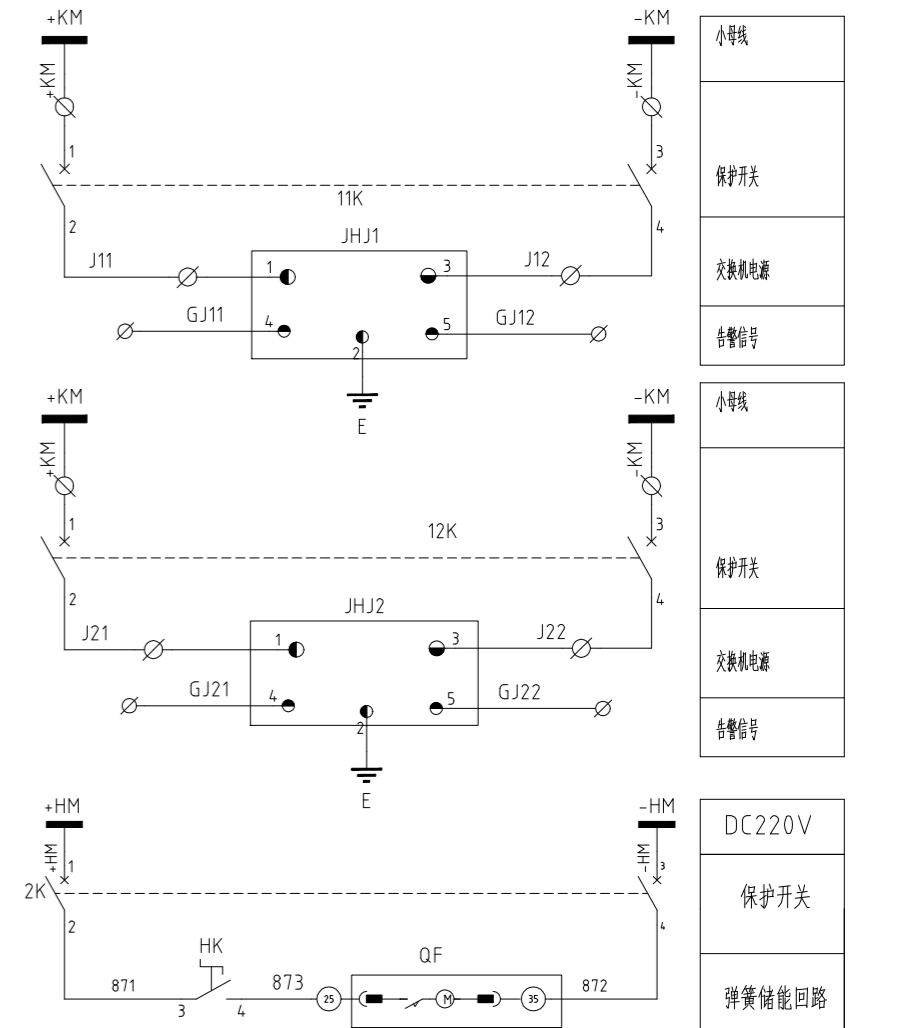 +KM
-KM
小母线
+KM
-KM
1
3
保护开关
11K
2
4
JHJ1
J11
1
3
J12
交换机电源
GJ11
4
5
GJ12
告警信号
2
E
+KM
-KM
小母线
+KM
-KM
1
3
12K
保护开关
2
4
JHJ2
J21
1
3
J22
交换机电源
GJ21
4
5
GJ22
告警信号
2
E
+HM
-HM
DC220V
+HM
-HM
1
3
2K
保护开关
2
4
HK
QF
871
873
25
M
35
872
弹簧储能回路
3
4